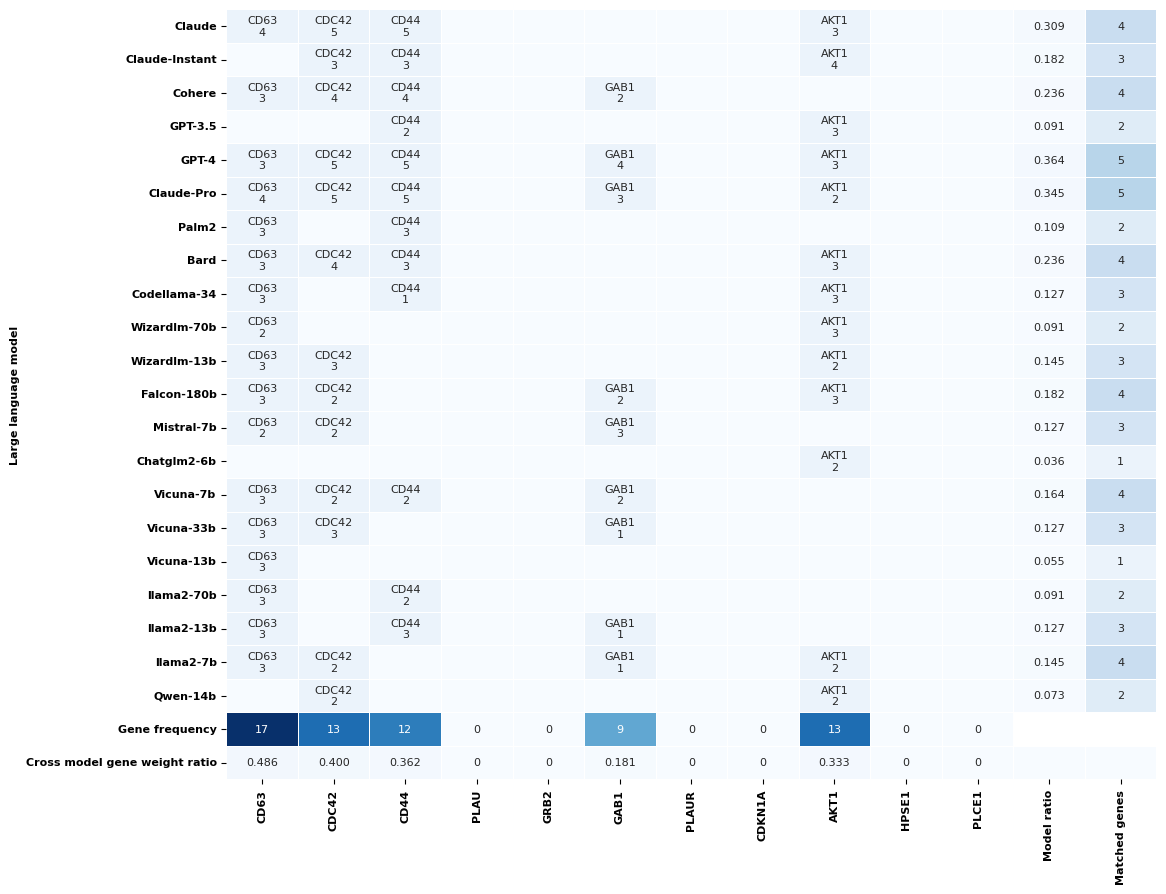 Large language model
Claude CD63 CDC42 CD44 AKT1 0.309 4
4 5 5 3
Claude-Instant CDC42 CD44 AKT1 0.182 3
3 3 4
Cohere CD63 CDC42 CD44 GAB1 0.236 4
3 4 4 2
GPT-3.5 CD44 AKT1 0.091 2
2 3
GPT-4 CD63 CDC42 CD44 GAB1 AKT1 0.364 5
3 5 5 4 3
Claude-Pro CD63 CDC42 CD44 GAB1 AKT1 0.345 5
4 5 5 3 2
Palm2 CD63 CD44 0.109 2
3 3
Bard CD63 CDC42 CD44 AKT1 0.236 4
3 4 3 3
Codellama-34 CD63 CD44 AKT1 0.127 3
3 1 3
Wizardlm-70b CD63 AKT1 0.091 2
2 3
Wizardlm-13b CD63 CDC42 AKT1 0.145 3
3 3 2
Falcon-180b CD63 CDC42 GAB1 AKT1 0.182 4
3 2 2 3
Mistral-7b CD63 CDC42 GAB1 0.127 3
2 2 3
Chatglm2-6b AKT1 0.036 1
2
Vicuna-7b CD63 CDC42 CD44 GAB1 0.164 4
3 2 2 2
Vicuna-33b CD63 CDC42 GAB1 0.127 3
3 3 1
Vicuna-13b CD63 0.055 1
3
llama2-70b CD63 CD44 0.091 2
3 2
llama2-13b CD63 CD44 GAB1 0.127 3
3 3 1
llama2-7b CD63 CDC42 GAB1 AKT1 0.145 4
3 2 1 2
Qwen-14b CDC42 AKT1 0.073 2
2 2
Gene frequency 17 13 12 0 0 9 0 0 13 0 0
Cross model gene weight ratio 0.486 0.400 0.362 0 0 0.181 0 0 0.333 0 0
CD63 CDC42 CD44 PLAU GRB2 GAB1 PLAUR CDKN1A AKT1 HPSE1 PLCE1 Model ratio Matched genes